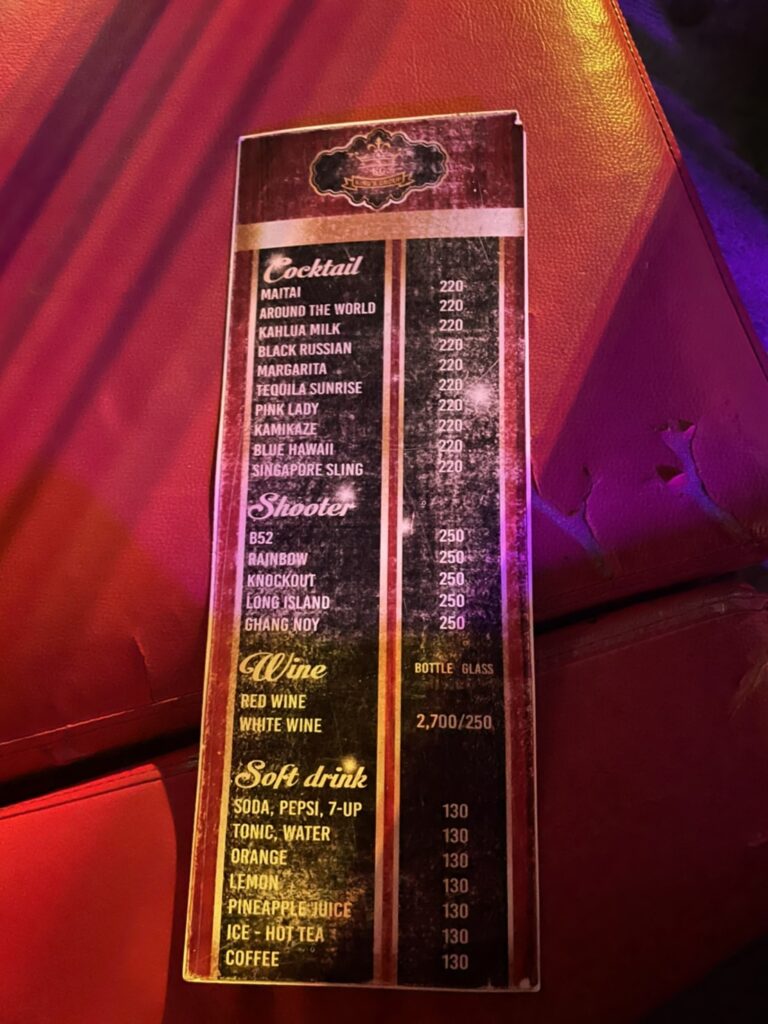 KING'S GROUP
Cocktail
MAITAI 220
AROUND THE WORLD 220
KAHLUA MILK 220
BLACK RUSSIAN 220
MARGARITA 220
TEQUILA SUNRISE 220
PINK LADY 220
KAMIKAZE 220
BLUE HAWAII 220
SINGAPORE SLING 220
Shooter
B52 250
RAINBOW 250
KNOCKOUT 250
LONG ISLAND 250
GHANG NOY 250
Wine BOTTLE GLASS
RED WINE
WHITE WINE 2,700/250
Soft drink
SODA, PEPSI, 7-UP 130
TONIC, WATER 130
ORANGE 130
LEMON 130
PINEAPPLE JUICE 130
ICE - HOT TEA 130
COFFEE 130